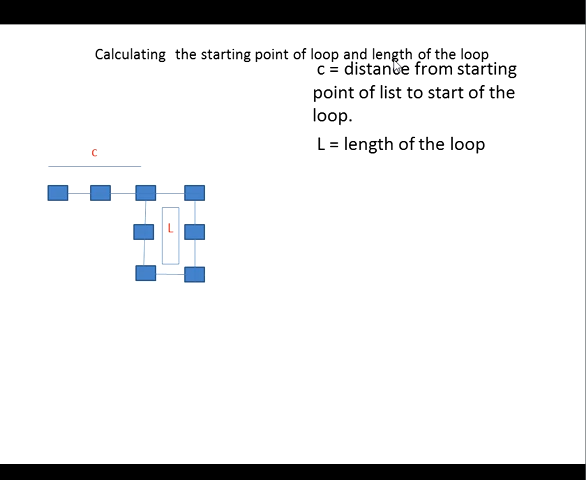 Calculating the starting point of loop and length of the loop
c = distance from starting
point of list to start of the
loop.
L = length of the loop
c
L